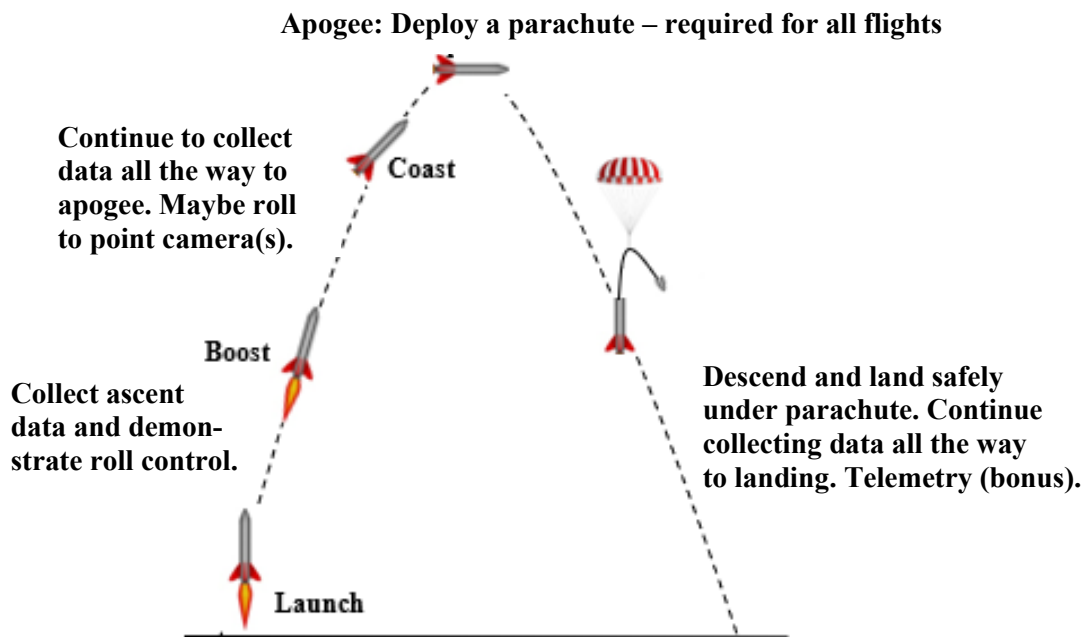 Apogee: Deploy a parachute – required for all flights
Continue to collect
data all the way to
apogee. Maybe roll
to point camera(s).
Coast
Boost
Collect ascent
data and demon-
strate roll control.
Descend and land safely
under parachute. Continue
collecting data all the way
to landing. Telemetry (bonus).
Launch